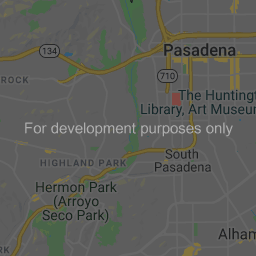 134
Pasadena
ROCK
710
The Hunting
Library, Art Museum
For development purposes only
HIGHLAND PARK
South
Pasadena
Hermon Park
(Arroyo
Seco Park)
Alham